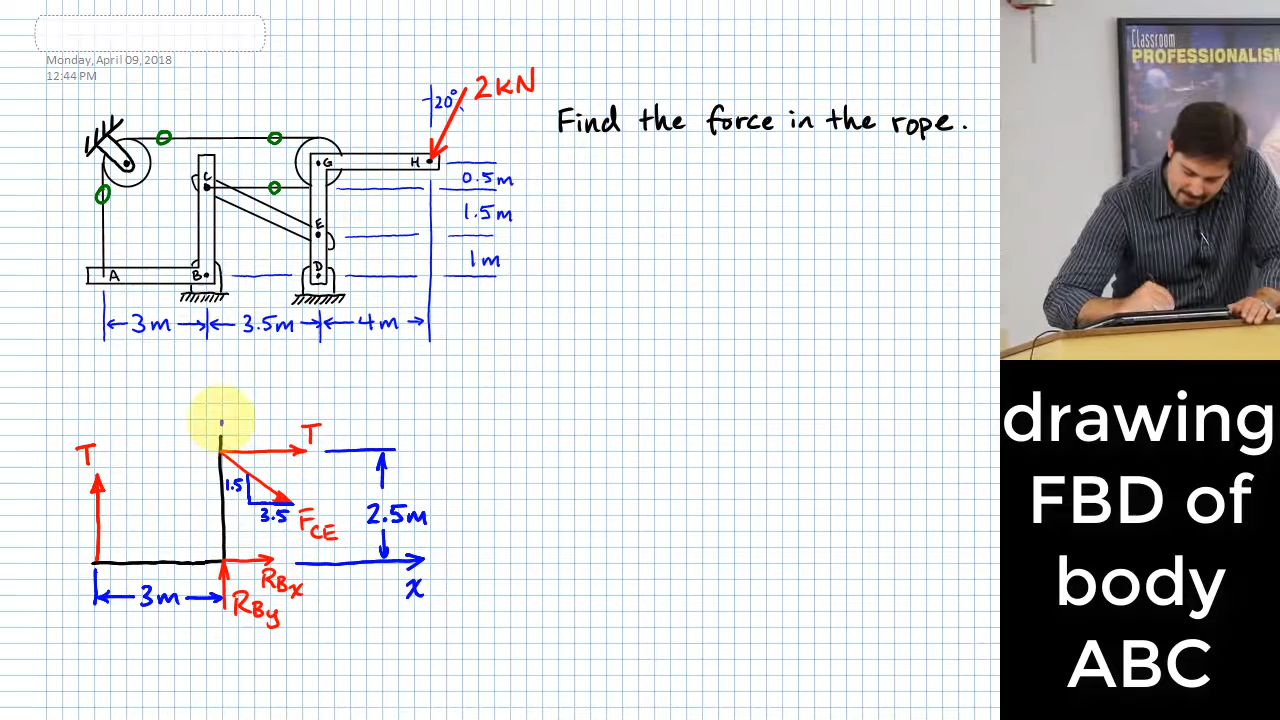 Monday, April 09, 2018
12:44 PM
Classroom
PROFESSIONALISM
20°
2KN
Find the force in the rope.
G
H
C
0.5m
1.5m
E
1m
A
B
D
3m
3.5m
4m
T
T
1.5
3.5
FCE
2.5m
RBx
x
3m
RBy
drawing
FBD of
body
ABC